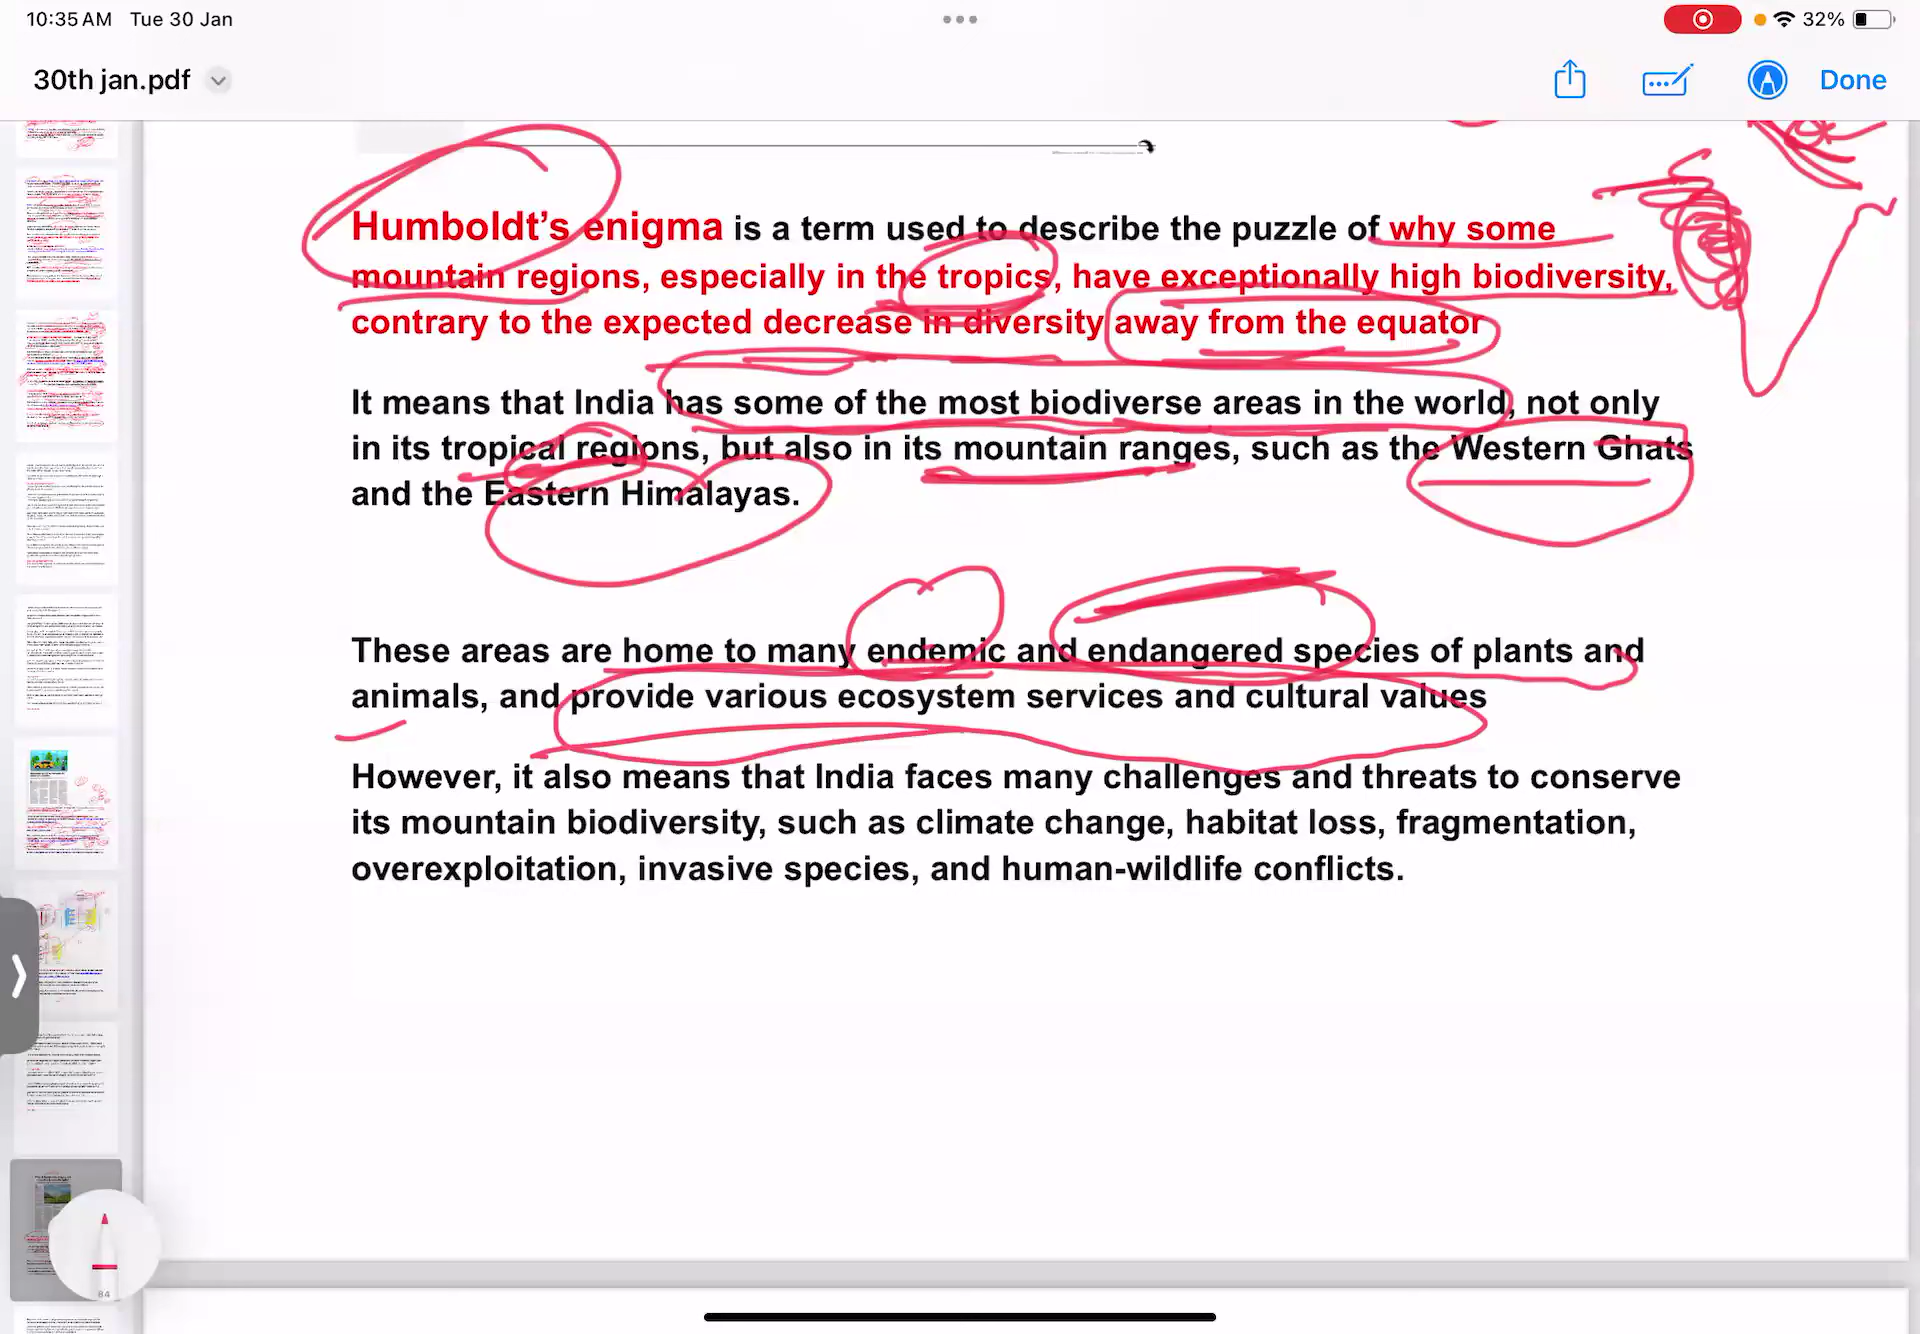 10:35 AM Tue 30 Jan
32%
30th jan.pdf
Done
Humboldt's enigma is a term used to describe the puzzle of why some
mountain regions, especially in the tropics, have exceptionally high biodiversity,
contrary to the expected decrease in diversity away from the equator
It means that India has some of the most biodiverse areas in the world, not only
in its tropical regions, but also in its mountain ranges, such as the Western Ghats
and the Eastern Himalayas.
These areas are home to many endemic and endangered species of plants and
animals, and provide various ecosystem services and cultural values
However, it also means that India faces many challenges and threats to conserve
its mountain biodiversity, such as climate change, habitat loss, fragmentation,
overexploitation, invasive species, and human-wildlife conflicts.
84